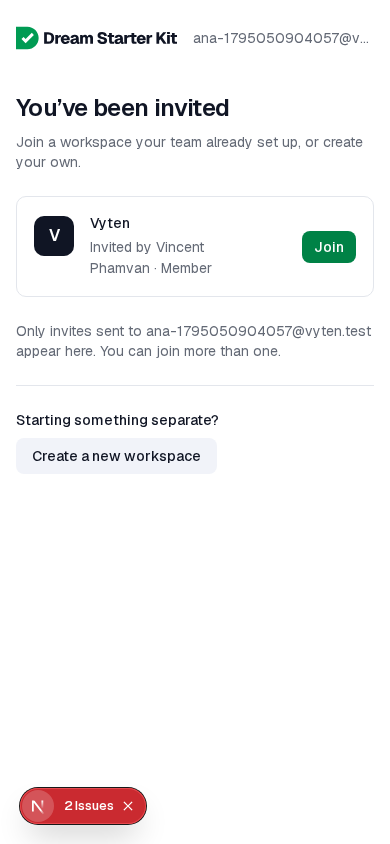 Dream Starter Kit
ana-1795050904057@v...
You’ve been invited
Join a workspace your team already set up, or create
your own.
V
Vyten
Invited by Vincent
Phamvan · Member
Join
Only invites sent to ana-1795050904057@vyten.test
appear here. You can join more than one.
Starting something separate?
Create a new workspace
N
2 Issues